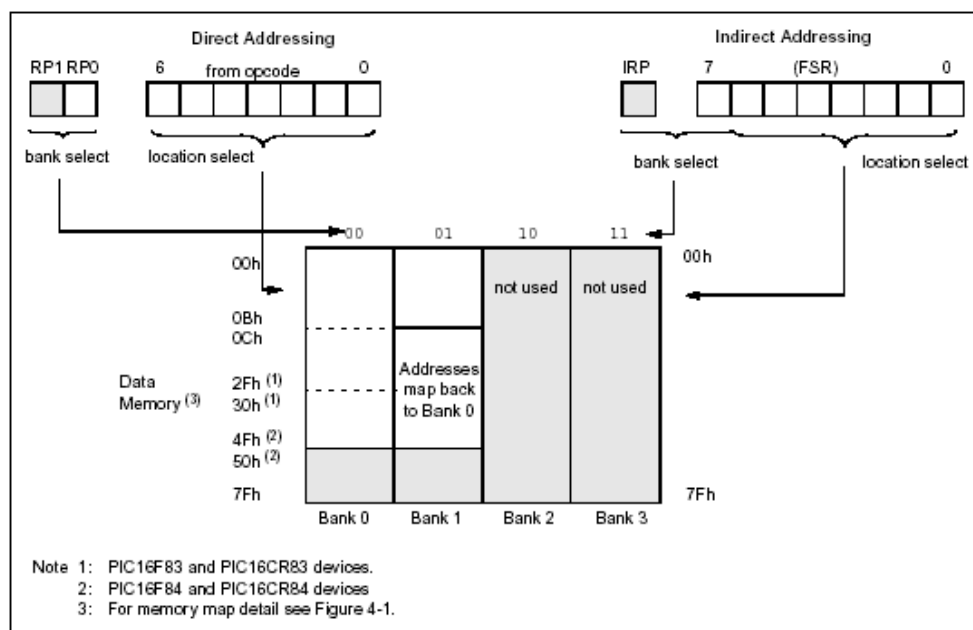 Direct Addressing
Indirect Addressing
RP1 RP0
6 from opcode 0
IRP
7 (FSR) 0
bank select
location select
bank select
location select
00 01 10 11
00h
00h
not used
not used
0Bh
0Ch
Addresses
map back
to Bank 0
Data
Memory (3)
2Fh (1)
30h (1)
4Fh (2)
50h (2)
7Fh
7Fh
Bank 0 Bank 1 Bank 2 Bank 3
Note 1: PIC16F83 and PIC16CR83 devices.
2: PIC16F84 and PIC16CR84 devices
3: For memory map detail see Figure 4-1.